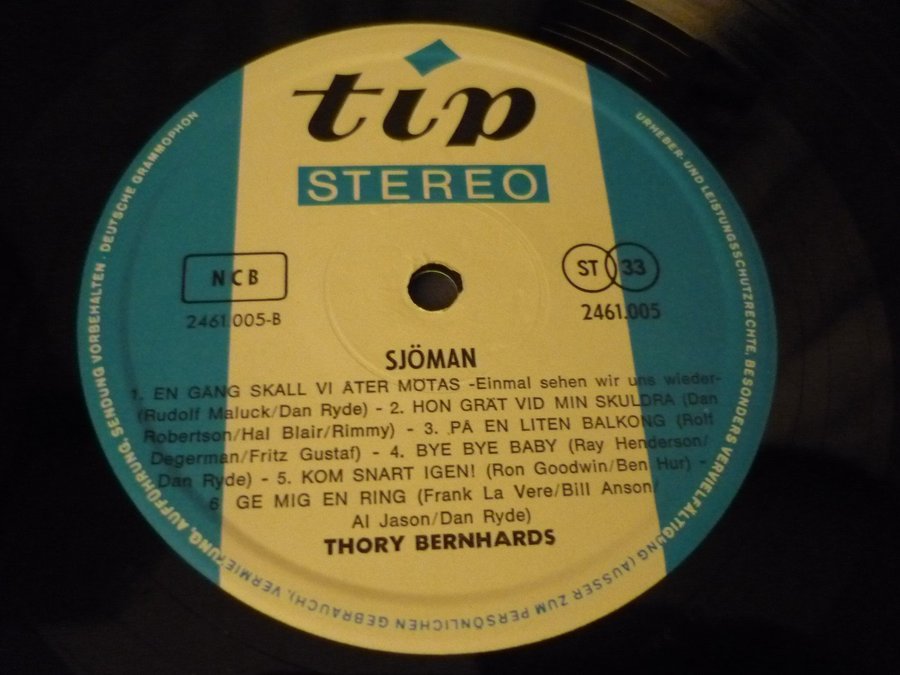 tip
STEREO
NCB
2461.005-B
ST 33
2461.005
SJÖMAN
1. EN GÅNG SKALL VI ÅTER MÖTAS -Einmal sehen wir uns wieder-
(Rudolf Maluck/Dan Ryde) - 2. HON GRÄT VID MIN SKULDRA (Dan
Robertson/Hal Blair/Rimmy) - 3. PÅ EN LITEN BALKONG (Rolf
Degerman/Fritz Gustaf) - 4. BYE BYE BABY (Ray Henderson/
Dan Ryde) - 5. KOM SNART IGEN! (Ron Goodwin/Ben Hur) -
6. GE MIG EN RING (Frank La Vere/Bill Anson/
Al Jason/Dan Ryde)
THORY BERNHARDS
URHEBER- UND LEISTUNGSSCHUTZRECHTE, BESONDERS VERVIELFÄLTIGUNG (AUSSER ZUM PERSÖNLICHEN GEBRAUCH), VERMIETUNG, AUFFÜHRUNG, SENDUNG VORBEHALTEN · DEUTSCHE GRAMMOPHON